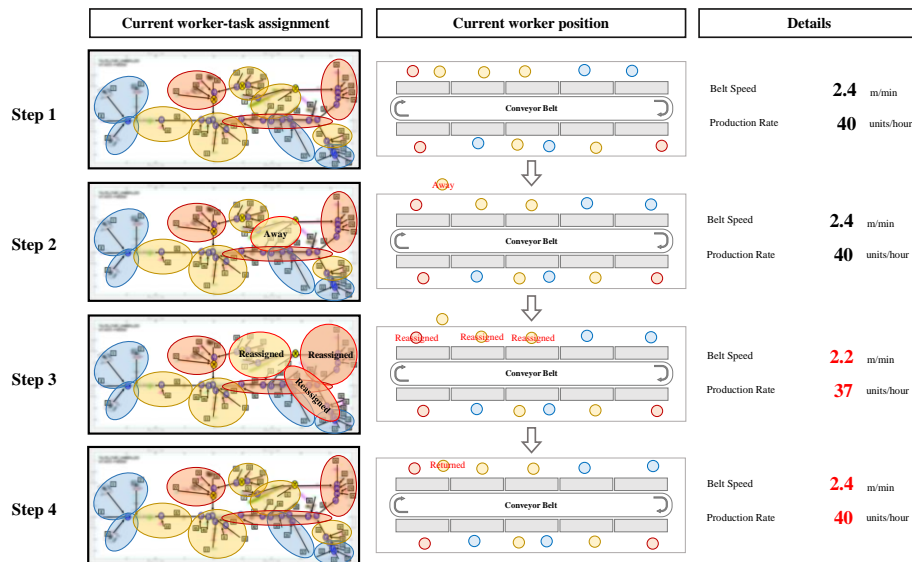 Current worker-task assignment
Current worker position
Details
Step 1
Conveyor Belt
Belt Speed 2.4 m/min
Production Rate 40 units/hour
Step 2
Away
Away
Conveyor Belt
Belt Speed 2.4 m/min
Production Rate 40 units/hour
Step 3
Reassigned
Reassigned
Reassigned
Reassigned
Reassigned
Reassigned
Conveyor Belt
Belt Speed 2.2 m/min
Production Rate 37 units/hour
Step 4
Returned
Conveyor Belt
Belt Speed 2.4 m/min
Production Rate 40 units/hour